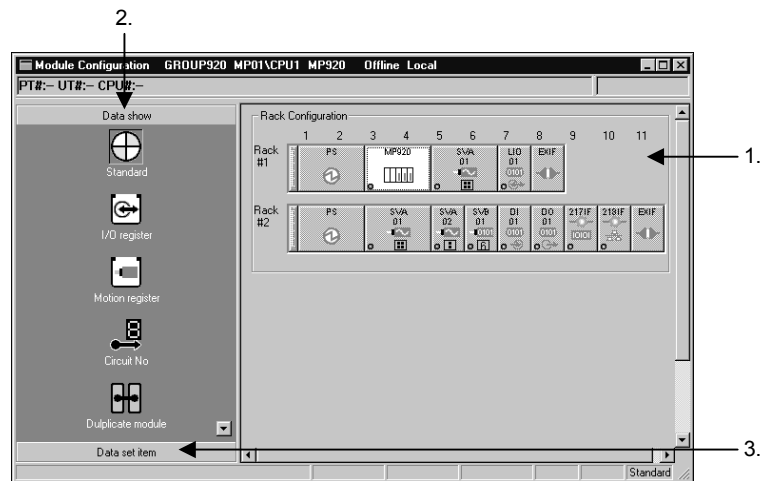 2.
Module Configuration GROUP920 MP01\CPU1 MP920 Offline Local
PT#:– UT#:– CPU#:–
Data show
Standard
I/O register
Motion register
Circuit No
Dulplicate module
Data set item
Rack Configuration
1 2 3 4 5 6 7 8 9 10 11
Rack #1
PS
MP920
SVA 01
LIO 01
EXIF
Rack #2
PS
SVA 01
SVA 02
SVB 01
DI 01
DO 01
217IF
218IF
EXIF
1.
3.
Standard